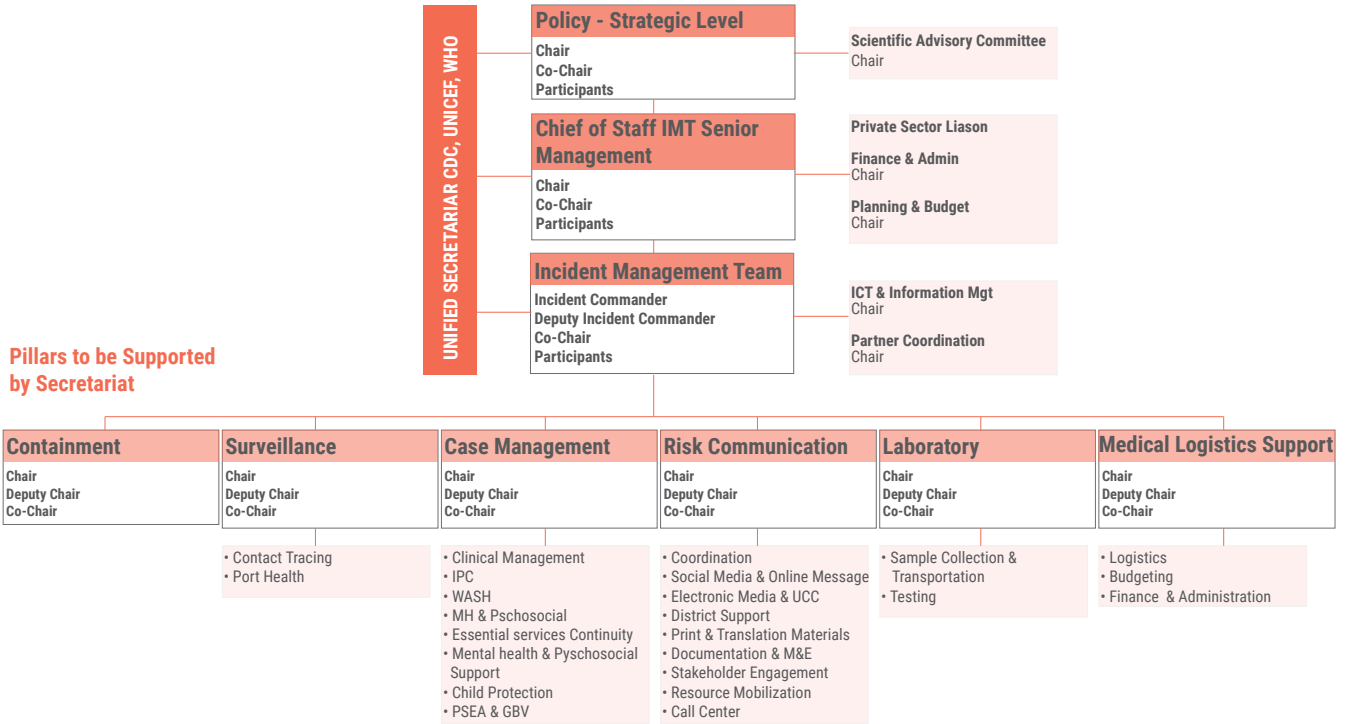 UNIFIED SECRETARIAR CDC, UNICEF, WHO
Policy - Strategic Level
Chair
Co-Chair
Participants
Scientific Advisory Committee
Chair
Chief of Staff IMT Senior
Management
Chair
Co-Chair
Participants
Private Sector Liason
Finance & Admin
Chair
Planning & Budget
Chair
Incident Management Team
Incident Commander
Deputy Incident Commander
Co-Chair
Participants
ICT & Information Mgt
Chair
Partner Coordination
Chair
Pillars to be Supported
by Secretariat
Containment
Chair
Deputy Chair
Co-Chair
Surveillance
Chair
Deputy Chair
Co-Chair
• Contact Tracing
• Port Health
Case Management
Chair
Deputy Chair
Co-Chair
• Clinical Management
• IPC
• WASH
• MH & Pschosocial
• Essential services Continuity
• Mental health & Pyschosocial
Support
• Child Protection
• PSEA & GBV
Risk Communication
Chair
Deputy Chair
Co-Chair
• Coordination
• Social Media & Online Message
• Electronic Media & UCC
• District Support
• Print & Translation Materials
• Documentation & M&E
• Stakeholder Engagement
• Resource Mobilization
• Call Center
Laboratory
Chair
Deputy Chair
Co-Chair
• Sample Collection &
Transportation
• Testing
Medical Logistics Support
Chair
Deputy Chair
Co-Chair
• Logistics
• Budgeting
• Finance & Administration